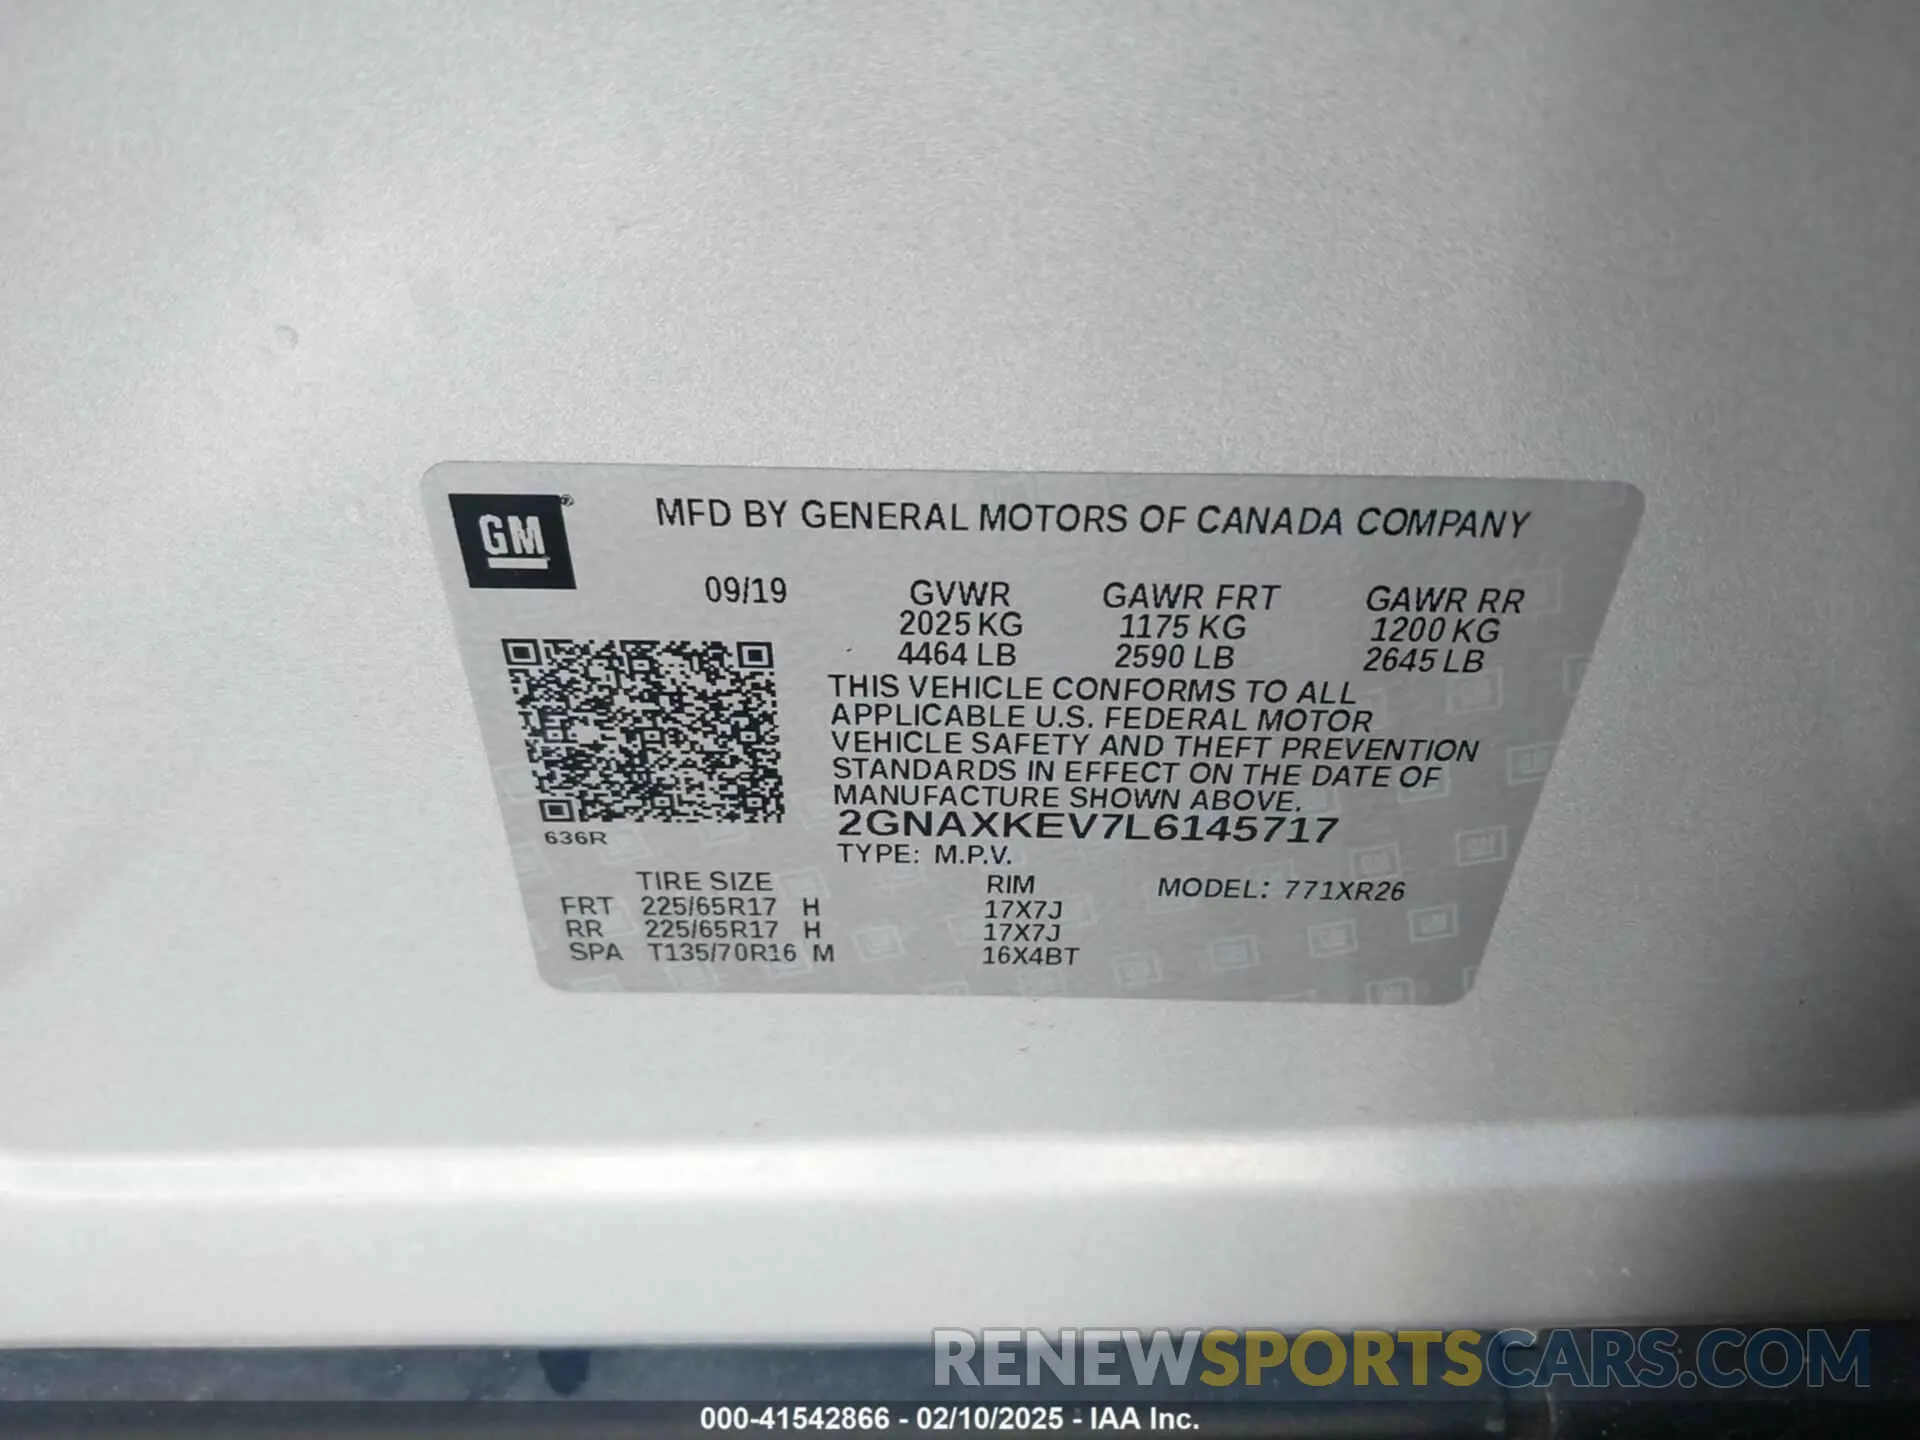 GM ®
MFD BY GENERAL MOTORS OF CANADA COMPANY
09/19 GVWR GAWR FRT GAWR RR
2025 KG 1175 KG 1200 KG
4464 LB 2590 LB 2645 LB
THIS VEHICLE CONFORMS TO ALL
APPLICABLE U.S. FEDERAL MOTOR
VEHICLE SAFETY AND THEFT PREVENTION
STANDARDS IN EFFECT ON THE DATE OF
MANUFACTURE SHOWN ABOVE.
2GNAXKEV7L6145717
636R
TYPE: M.P.V.
TIRE SIZE RIM MODEL: 771XR26
FRT 225/65R17 H 17X7J
RR 225/65R17 H 17X7J
SPA T135/70R16 M 16X4BT
RENEWSPORTSCARS.COM
000-41542866 - 02/10/2025 - IAA Inc.